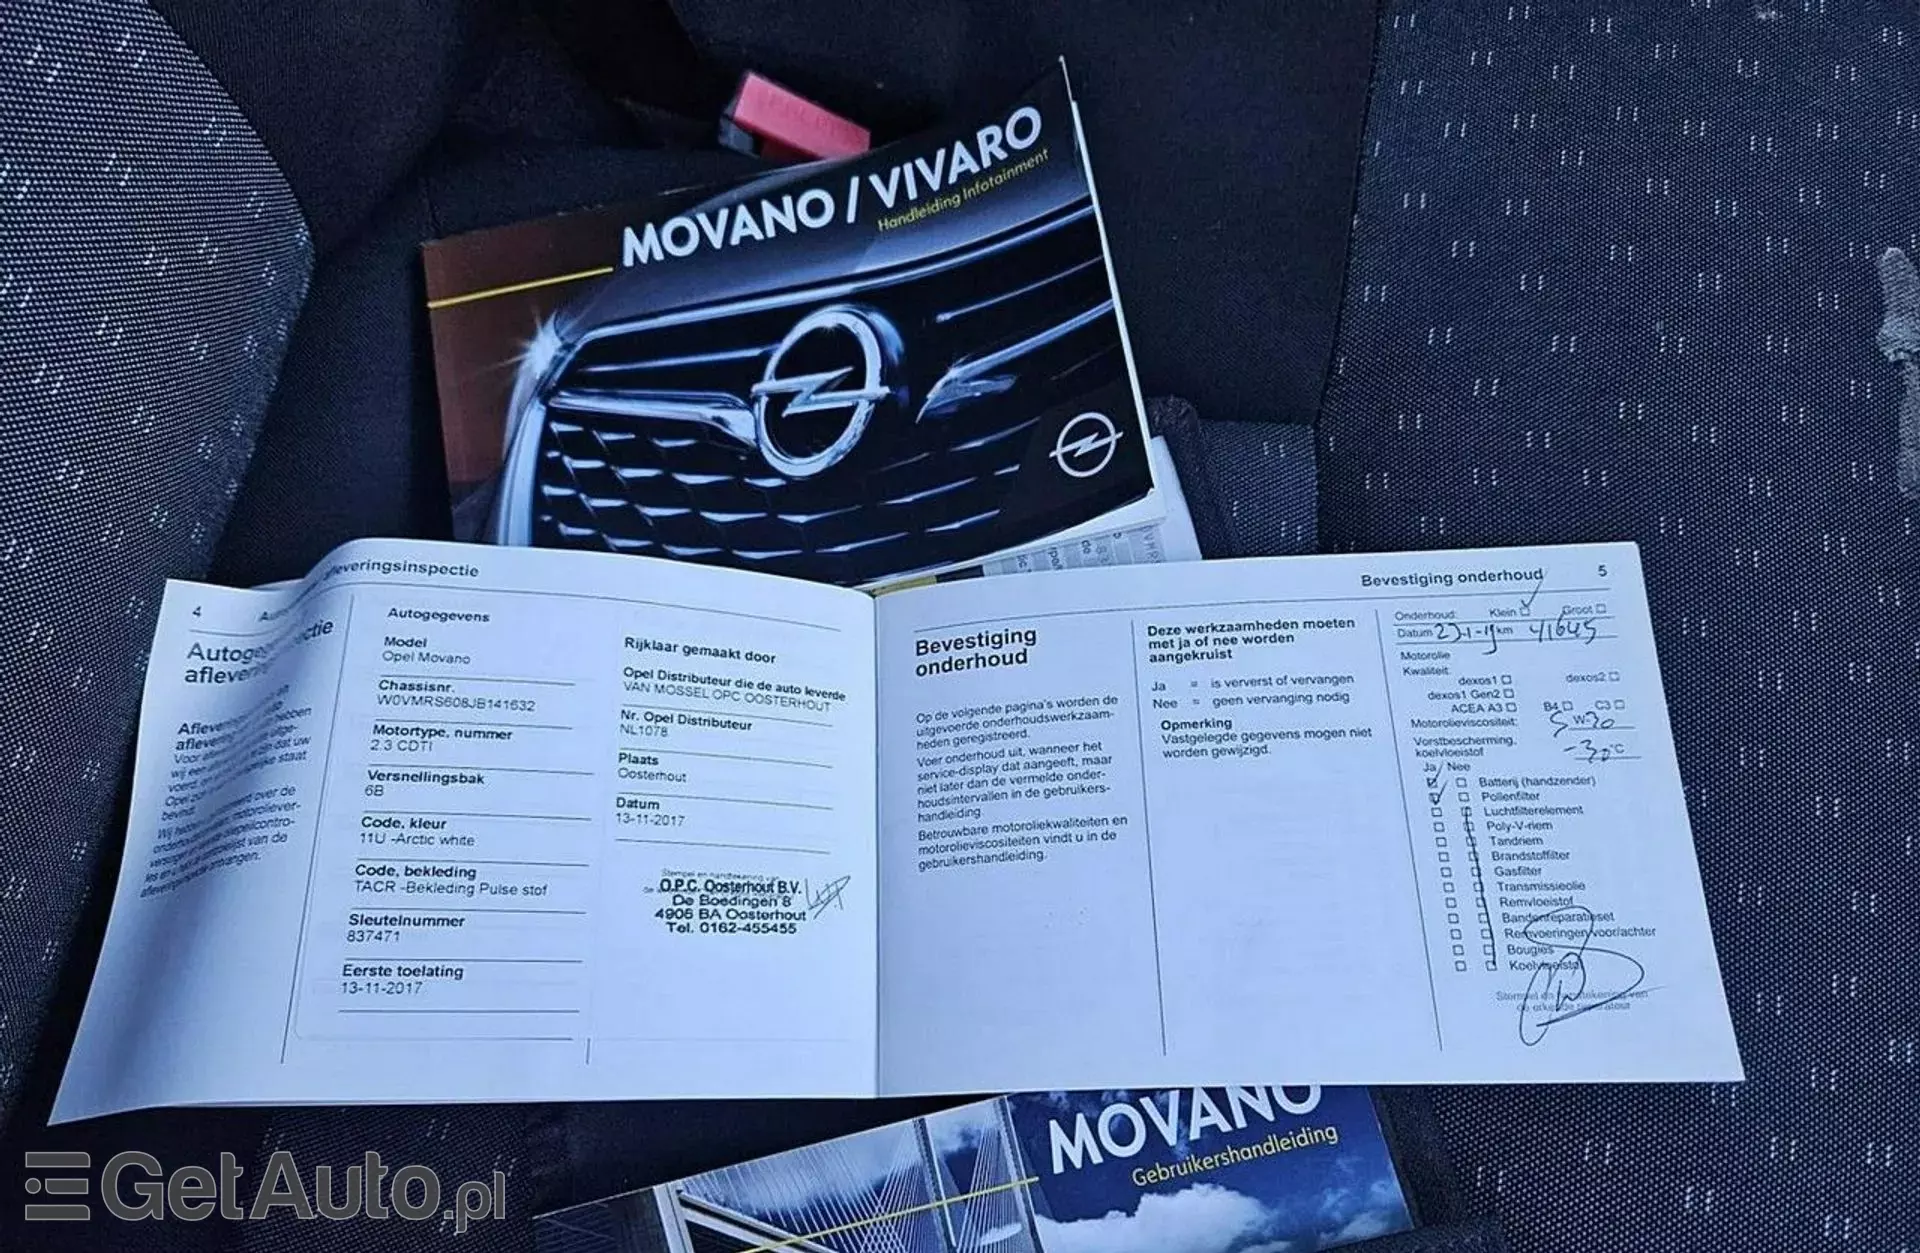 MOVANO / VIVARO
Handleiding Infotainment
4
afleveringsinspectie
Autogegevens
Model
Opel Movano
Chassisnr.
W0VMRS608JB141632
Motortype, nummer
2.3 CDTI
Versnellingsbak
6B
Code, kleur
11U -Arctic white
Code, bekleding
TACR -Bekleding Pulse stof
Sleutelnummer
837471
Eerste toelating
13-11-2017
Rijklaar gemaakt door
Opel Distributeur die de auto leverde
VAN MOSSEL OPC OOSTERHOUT
Nr. Opel Distributeur
NL1078
Plaats
Oosterhout
Datum
13-11-2017
O.P.C. Oosterhout B.V.
De Boedingen 8
4906 BA Oosterhout
Tel. 0162-455455
Bevestiging onderhoud 5
Bevestiging
onderhoud
Op de volgende pagina's worden de
uitgevoerde onderhoudswerkzaam-
heden geregistreerd.
Voer onderhoud uit, wanneer het
service-display dat aangeeft, maar
niet later dan de vermelde onder-
houdsintervallen in de gebruikers-
handleiding.
Betrouwbare motoroliekwaliteiten en
motorolieviscositeiten vindt u in de
gebruikershandleiding.
Deze werkzaamheden moeten
met ja of nee worden
aangekruist
Ja = is ververst of vervangen
Nee = geen vervanging nodig
Opmerking
Vastgelegde gegevens mogen niet
worden gewijzigd.
Onderhoud: Klein Groot
Datum km 41645
Motorolie
Kwaliteit:
dexos1 dexos2
dexos1 Gen2
ACEA A3 B4 C3
Motorolieviscositeit: 5 W-30
Vorstbescherming,
koelvloeistof -30 °C
Ja Nee
Batterij (handzender)
Pollenfilter
Luchtfilterelement
Poly-V-riem
Tandriem
Brandstoffilter
Gasfilter
Transmissieolie
Remvloeistof
Bandenreparatieset
Remvoeringen voor/achter
Bougies
Koelvloeistof
Stempel en handtekening van
MOVANO
Gebruikershandleiding
GetAuto.pl